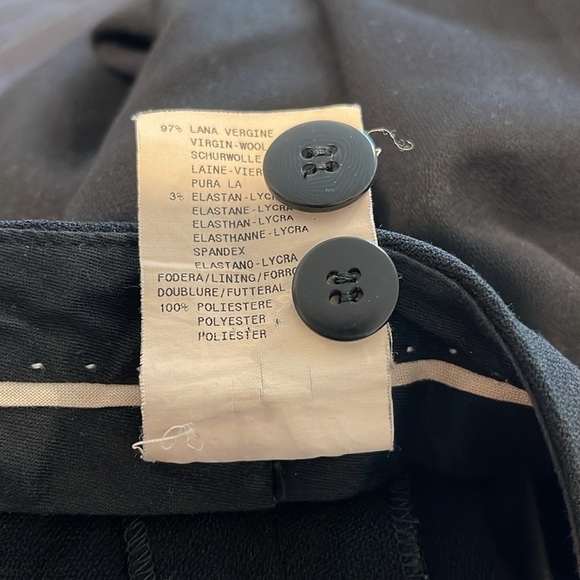 97% LANA VERGINE
VIRGIN-WOOL
SCHURWOLLE
LAINE-VIER
PURA LA
3% ELASTAN-LYCR
ELASTANE-LYCRA
ELASTHAN-LYCRA
ELASTHANNE-LYCRA
SPANDEX
ELASTANO-LYCRA
FODERA/LINING/FORRO
DOUBLURE/FUTTERAL
100% POLIESTERE
POLYESTER
POLIESTER